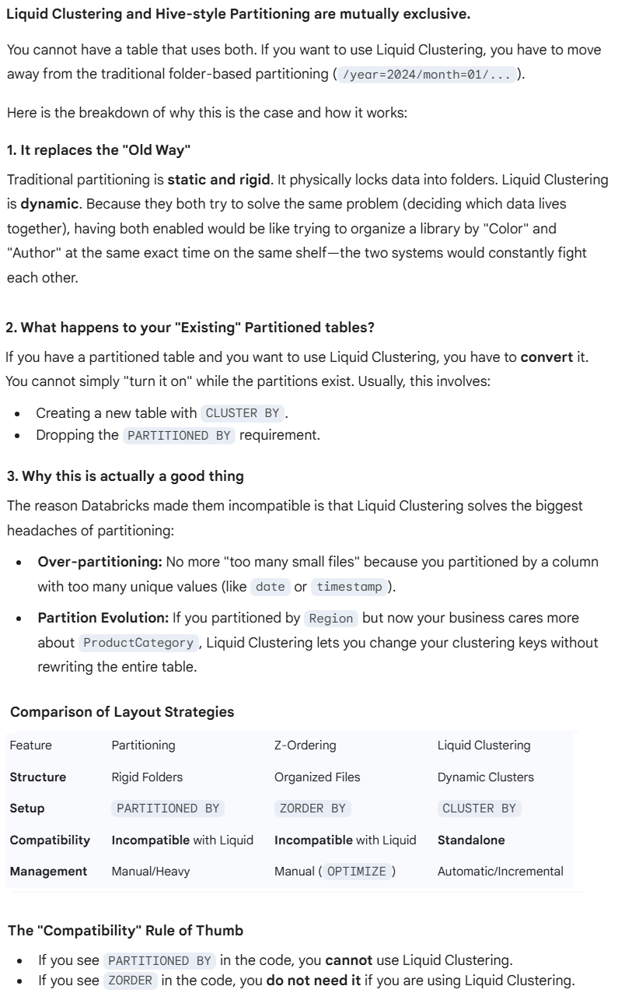 Liquid Clustering and Hive-style Partitioning are mutually exclusive.
You cannot have a table that uses both. If you want to use Liquid Clustering, you have to move
away from the traditional folder-based partitioning ( /year=2024/month=01/... ).
Here is the breakdown of why this is the case and how it works:
1. It replaces the "Old Way"
Traditional partitioning is static and rigid. It physically locks data into folders. Liquid Clustering
is dynamic. Because they both try to solve the same problem (deciding which data lives
together), having both enabled would be like trying to organize a library by "Color" and
"Author" at the same exact time on the same shelf—the two systems would constantly fight
each other.
2. What happens to your "Existing" Partitioned tables?
If you have a partitioned table and you want to use Liquid Clustering, you have to convert it.
You cannot simply "turn it on" while the partitions exist. Usually, this involves:
• Creating a new table with CLUSTER BY .
• Dropping the PARTITIONED BY requirement.
3. Why this is actually a good thing
The reason Databricks made them incompatible is that Liquid Clustering solves the biggest
headaches of partitioning:
• Over-partitioning: No more "too many small files" because you partitioned by a column
with too many unique values (like date or timestamp ).
• Partition Evolution: If you partitioned by Region but now your business cares more
about ProductCategory , Liquid Clustering lets you change your clustering keys without
rewriting the entire table.
Comparison of Layout Strategies
Feature Partitioning Z-Ordering Liquid Clustering
Structure Rigid Folders Organized Files Dynamic Clusters
Setup PARTITIONED BY ZORDER BY CLUSTER BY
Compatibility Incompatible with Liquid Incompatible with Liquid Standalone
Management Manual/Heavy Manual ( OPTIMIZE ) Automatic/Incremental
The "Compatibility" Rule of Thumb
• If you see PARTITIONED BY in the code, you cannot use Liquid Clustering.
• If you see ZORDER in the code, you do not need it if you are using Liquid Clustering.